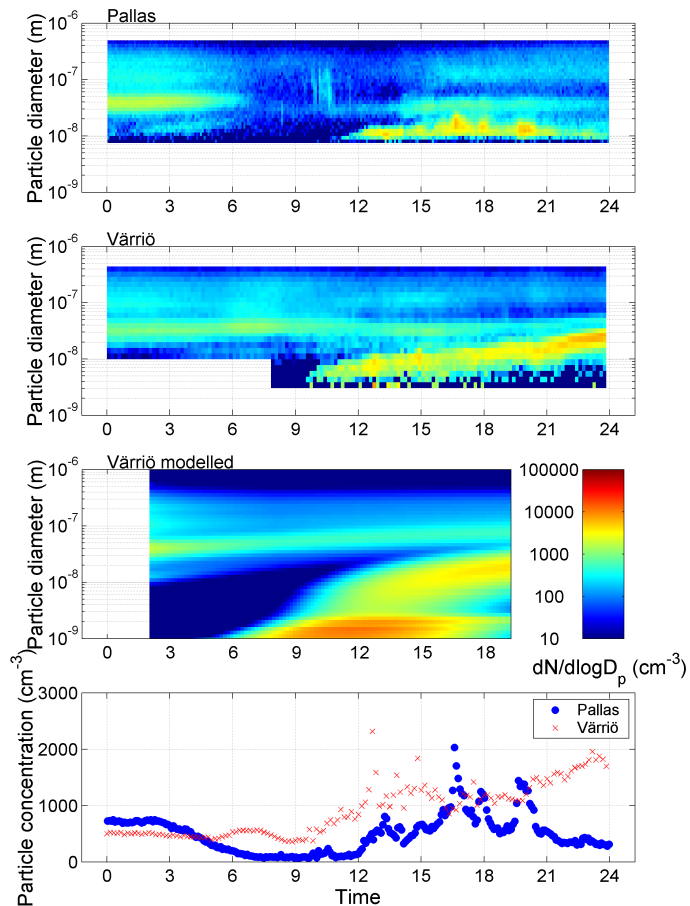 Pallas
Particle diameter (m)
10-6
10-7
10-8
10-9
0 3 6 9 12 15 18 21 24
Värriö
Particle diameter (m)
10-6
10-7
10-8
10-9
0 3 6 9 12 15 18 21 24
Värriö modelled
Particle diameter (m)
10-6
10-7
10-8
10-9
0 3 6 9 12 15 18
100000
10000
1000
100
10
dN/dlogDp (cm-3)
Particle concentration (cm-3)
3000
2000
1000
0
Pallas
Värriö
0 3 6 9 12 15 18 21 24
Time